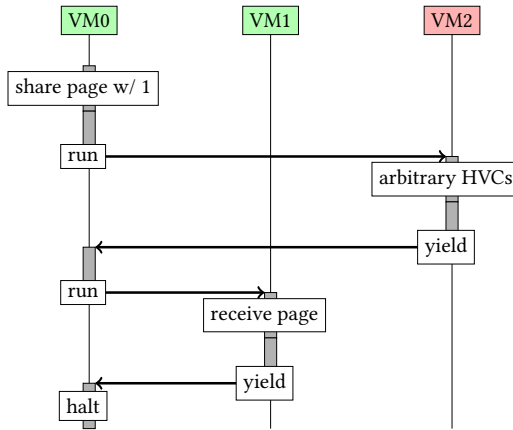 VM0 VM1 VM2
share page w/ 1
run
arbitrary HVCs
yield
run
receive page
yield
halt